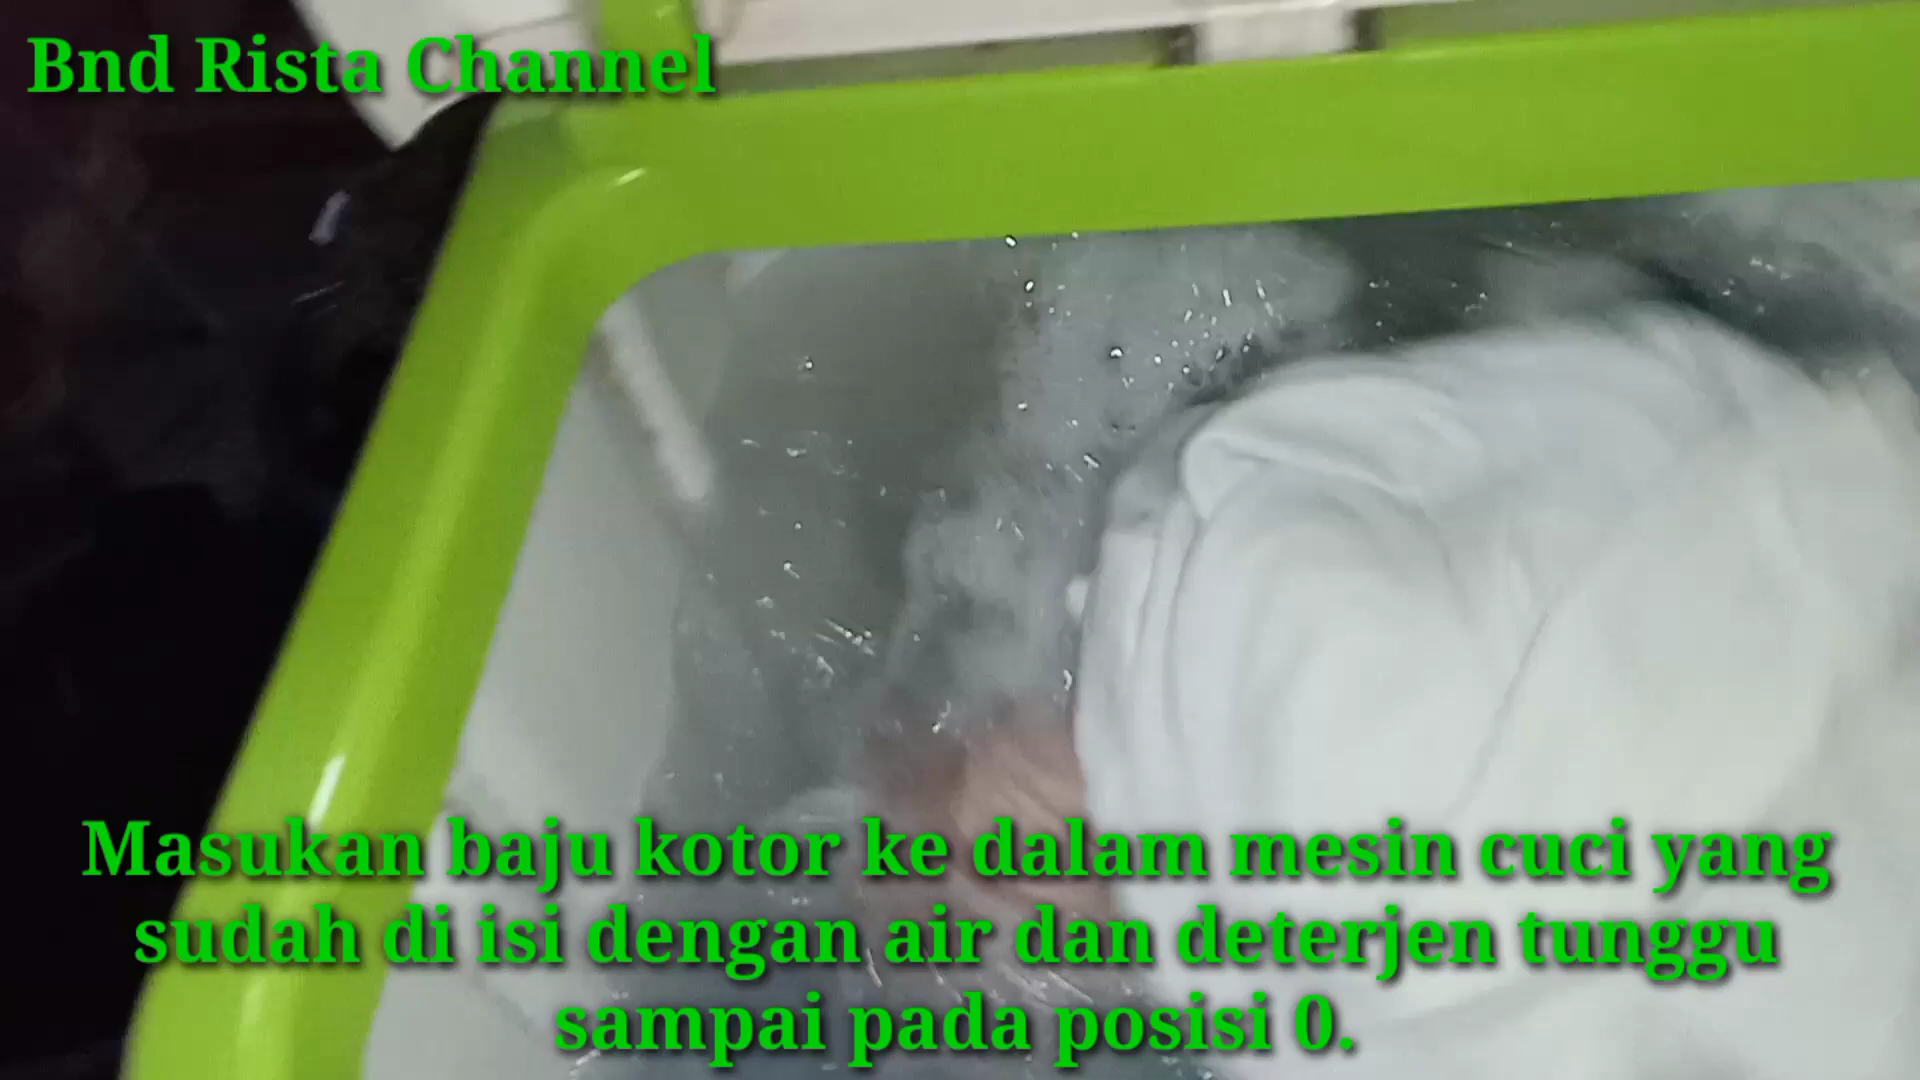 Bnd Rista Channel
Masukan baju kotor ke dalam mesin cuci yang
sudah di isi dengan air dan deterjen tunggu
sampai pada posisi 0.